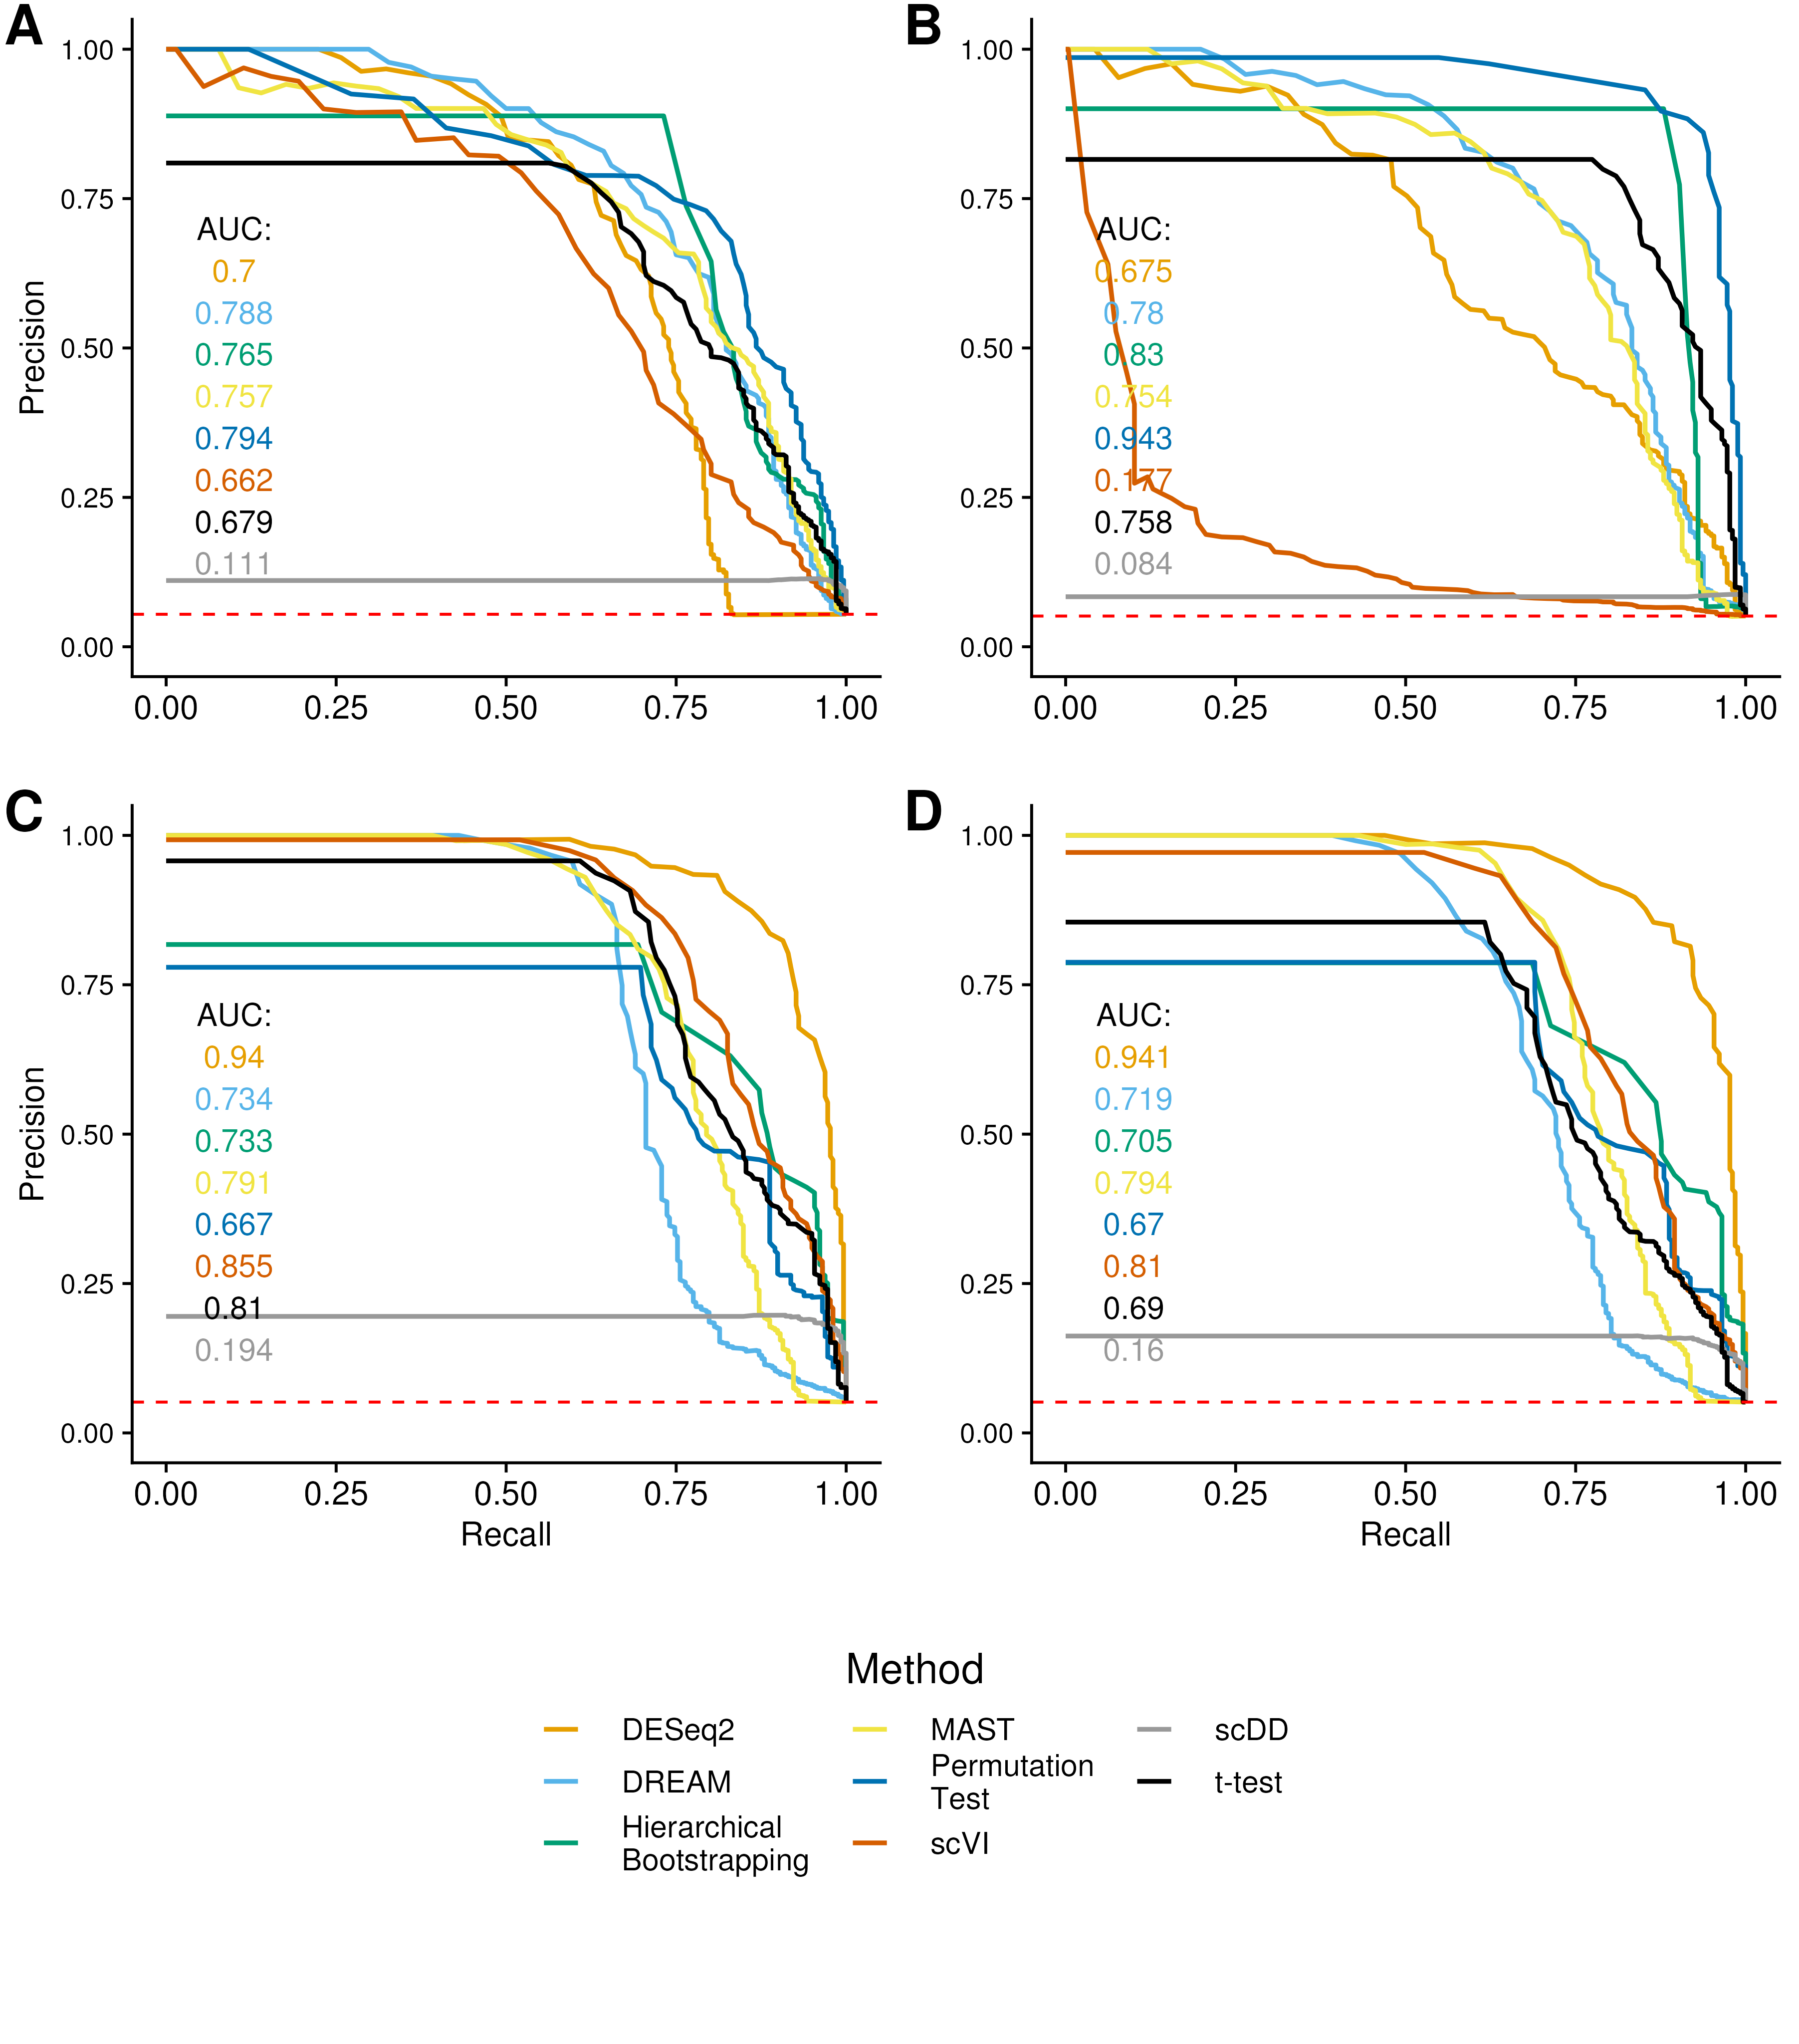 A
B
1.00
0.75
0.50
0.25
0.00
Precision
AUC:
0.7
0.788
0.765
0.757
0.794
0.662
0.679
0.111
0.00 0.25 0.50 0.75 1.00
1.00
0.75
0.50
0.25
0.00
Precision
AUC:
0.675
0.78
0.83
0.754
0.943
0.177
0.758
0.084
0.00 0.25 0.50 0.75 1.00
C
1.00
0.75
0.50
0.25
0.00
Precision
AUC:
0.94
0.734
0.733
0.791
0.667
0.855
0.81
0.194
0.00 0.25 0.50 0.75 1.00
Recall
D
1.00
0.75
0.50
0.25
0.00
AUC:
0.941
0.719
0.705
0.794
0.67
0.81
0.69
0.16
0.00 0.25 0.50 0.75 1.00
Recall
Method
DESeq2
DREAM
Hierarchical
Bootstrapping
MAST
Permutation
Test
scVI
scDD
t-test